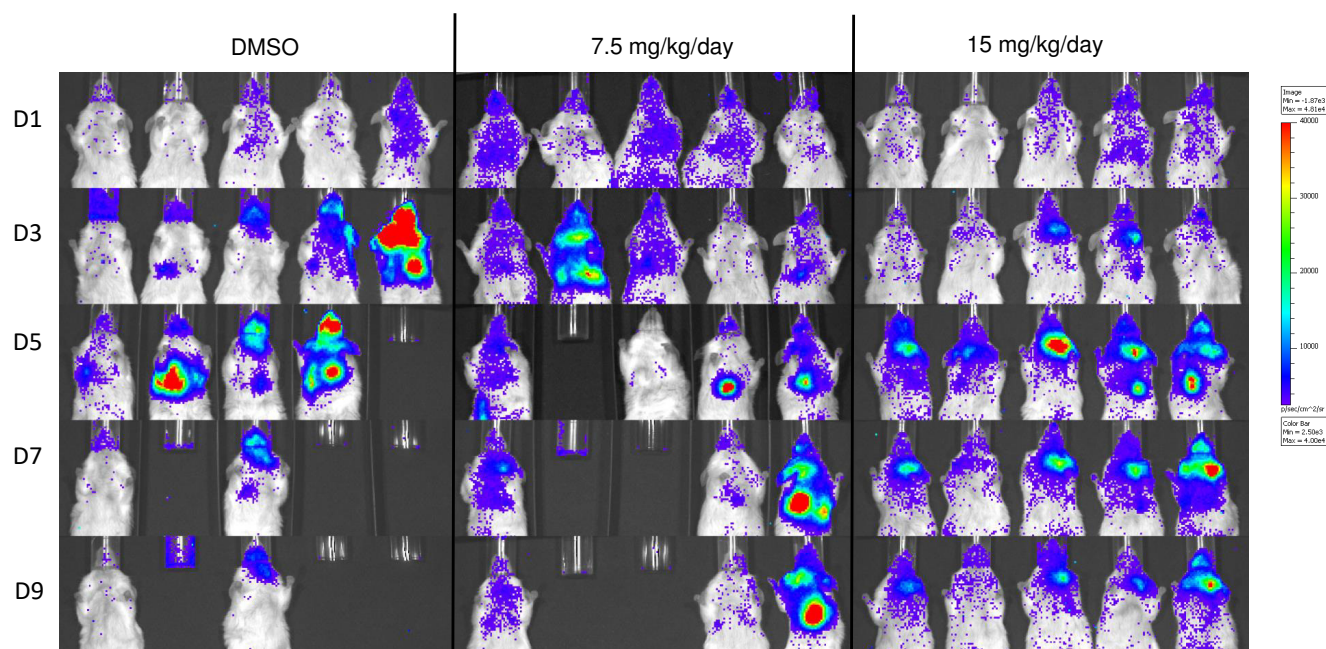 DMSO
7.5 mg/kg/day
15 mg/kg/day
D1
D3
D5
D7
D9
Image
Min = -1.87e3
Max = 4.81e4
40000
30000
20000
10000
p/sec/cm^2/sr
Color Bar
Min = 2.50e3
Max = 4.00e4